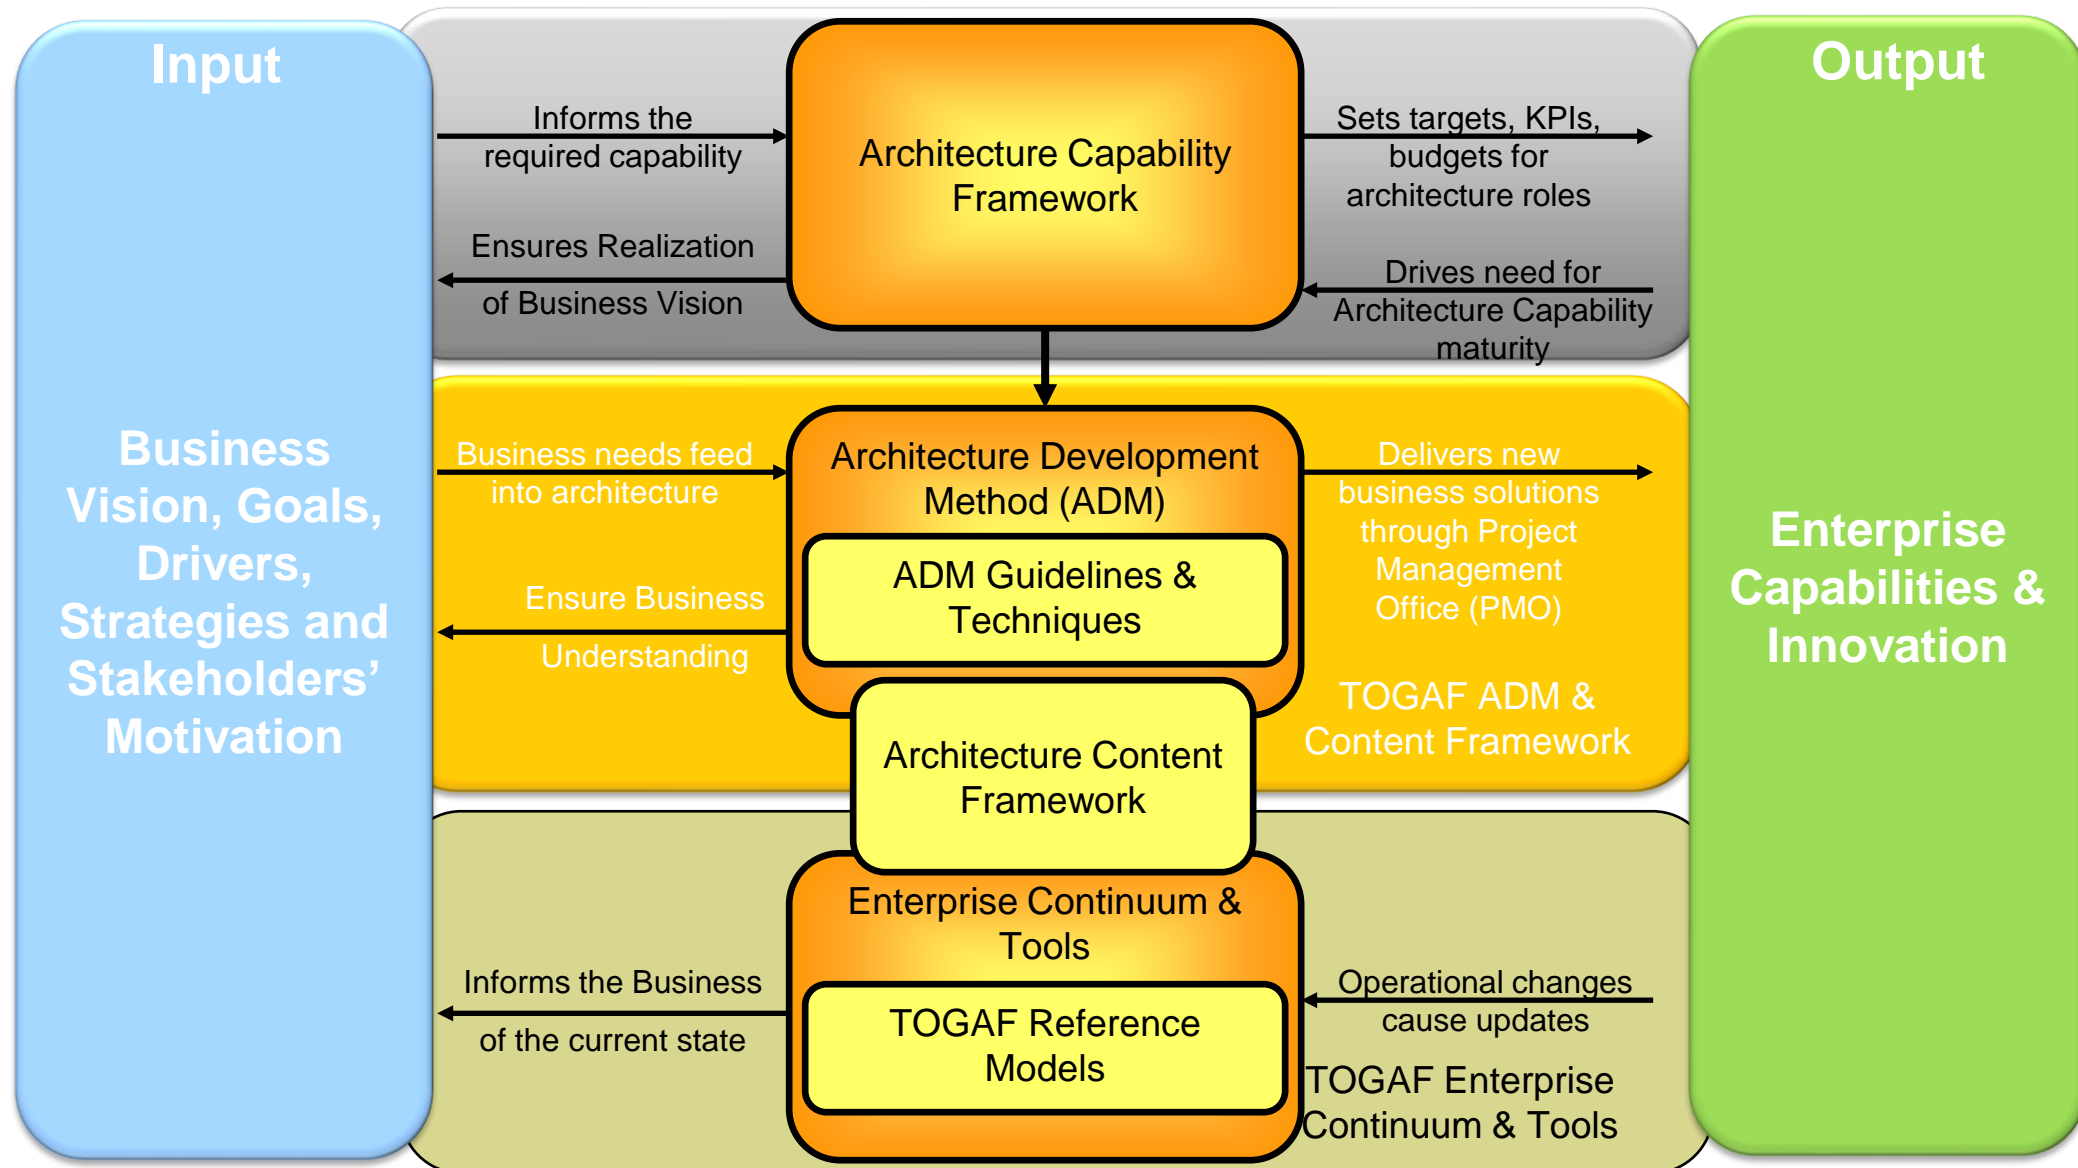 Input
Business
Vision, Goals,
Drivers,
Strategies and
Stakeholders’
Motivation
Informs the
required capability
Ensures Realization
of Business Vision
Architecture Capability
Framework
Sets targets, KPIs,
budgets for
architecture roles
Drives need for
Architecture Capability
maturity
Business needs feed
into architecture
Ensure Business
Understanding
Architecture Development
Method (ADM)
ADM Guidelines &
Techniques
Delivers new
business solutions
through Project
Management
Office (PMO)
TOGAF ADM &
Content Framework
Architecture Content
Framework
Informs the Business
of the current state
Enterprise Continuum &
Tools
TOGAF Reference
Models
Operational changes
cause updates
TOGAF Enterprise
Continuum & Tools
Output
Enterprise
Capabilities &
Innovation